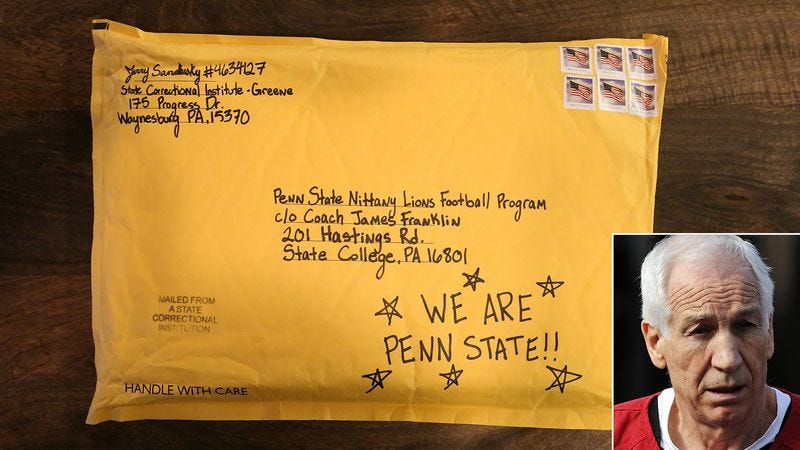 Jerry Sandusky #4634127
State Correctional Institute - Greene
175 Progress Dr.
Waynesburg PA, 15370
Penn State Nittany Lions Football Program
c/o Coach James Franklin
201 Hastings Rd.
State College, PA 16801
WE ARE
PENN STATE!!
MAILED FROM
A STATE
CORRECTIONAL
INSTITUTION
HANDLE WITH CARE